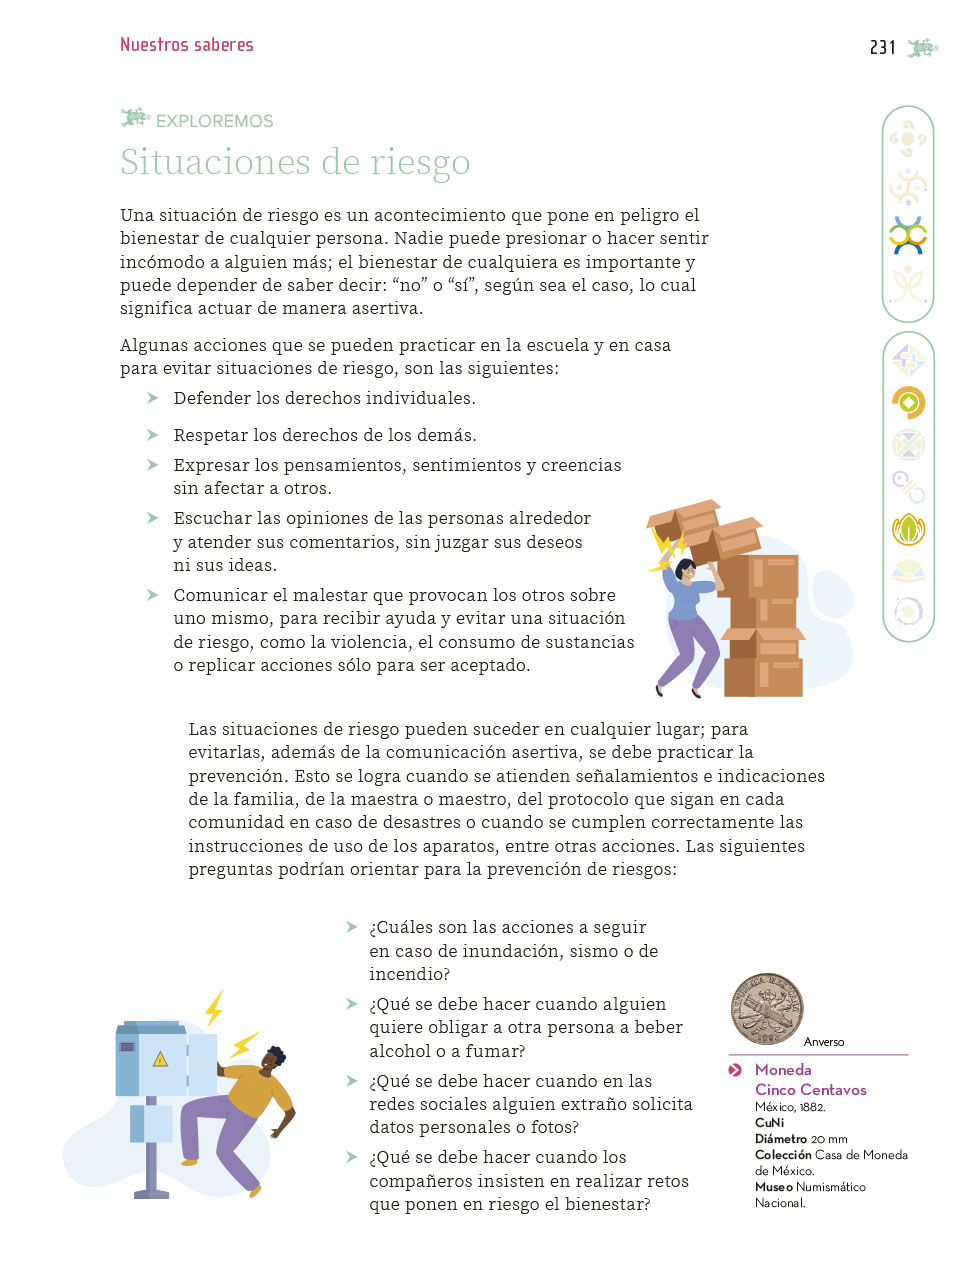 Nuestros saberes
231
EXPLOREMOS
Situaciones de riesgo
Una situación de riesgo es un acontecimiento que pone en peligro el
bienestar de cualquier persona. Nadie puede presionar o hacer sentir
incómodo a alguien más; el bienestar de cualquiera es importante y
puede depender de saber decir: “no” o “sí”, según sea el caso, lo cual
significa actuar de manera asertiva.
Algunas acciones que se pueden practicar en la escuela y en casa
para evitar situaciones de riesgo, son las siguientes:
Defender los derechos individuales.
Respetar los derechos de los demás.
Expresar los pensamientos, sentimientos y creencias
sin afectar a otros.
Escuchar las opiniones de las personas alrededor
y atender sus comentarios, sin juzgar sus deseos
ni sus ideas.
Comunicar el malestar que provocan los otros sobre
uno mismo, para recibir ayuda y evitar una situación
de riesgo, como la violencia, el consumo de sustancias
o replicar acciones sólo para ser aceptado.
Las situaciones de riesgo pueden suceder en cualquier lugar; para
evitarlas, además de la comunicación asertiva, se debe practicar la
prevención. Esto se logra cuando se atienden señalamientos e indicaciones
de la familia, de la maestra o maestro, del protocolo que sigan en cada
comunidad en caso de desastres o cuando se cumplen correctamente las
instrucciones de uso de los aparatos, entre otras acciones. Las siguientes
preguntas podrían orientar para la prevención de riesgos:
¿Cuáles son las acciones a seguir
en caso de inundación, sismo o de
incendio?
¿Qué se debe hacer cuando alguien
quiere obligar a otra persona a beber
alcohol o a fumar?
¿Qué se debe hacer cuando en las
redes sociales alguien extraño solicita
datos personales o fotos?
¿Qué se debe hacer cuando los
compañeros insisten en realizar retos
que ponen en riesgo el bienestar?
Anverso
Moneda
Cinco Centavos
México, 1882.
CuNi
Diámetro 20 mm
Colección Casa de Moneda
de México.
Museo Numismático
Nacional.